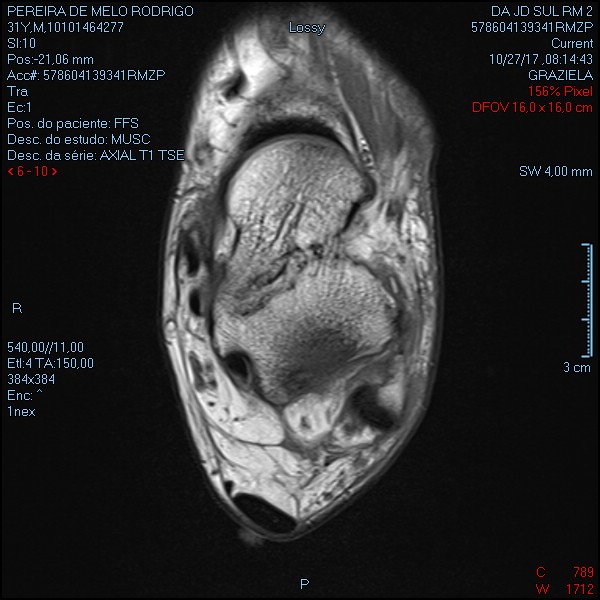 PEREIRA DE MELO RODRIGO
31Y,M,10101464277
Sl:10
Pos:-21,06 mm
Acc#: 578604139341RMZP
Tra
Ec:1
Pos. do paciente: FFS
Desc. do estudo: MUSC
Desc. da série: AXIAL T1 TSE
< 6 - 10 >
Lossy
DA JD SUL RM 2
578604139341RMZP
Current
10/27/17 ,08:14:43
GRAZIELA
156% Pixel
DFOV 16,0 x 16,0 cm
SW 4,00 mm
R
3 cm
540,00//11,00
Etl:4 TA:150,00
384x384
Enc: ^
1nex
P
C 789
W 1712